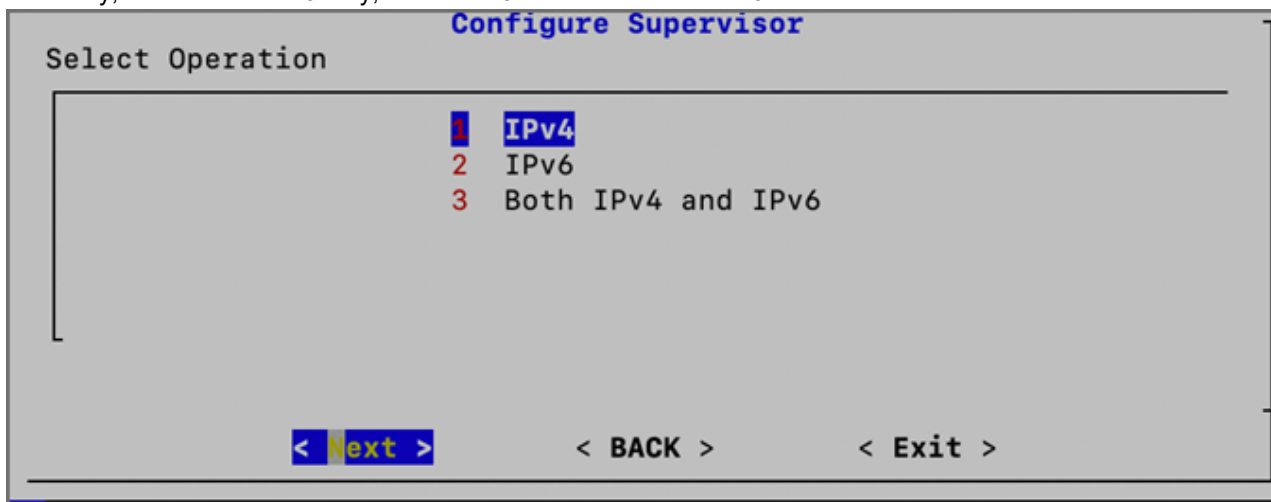 Configure Supervisor
Select Operation
1 IPv4
2 IPv6
3 Both IPv4 and IPv6
< Next > < BACK > < Exit >